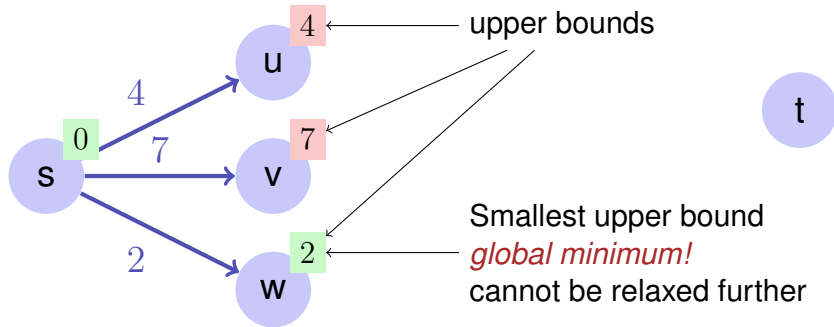 4
upper bounds
u
t
4
0
7
7
s
v
Smallest upper bound
2
2
global minimum!
w
cannot be relaxed further